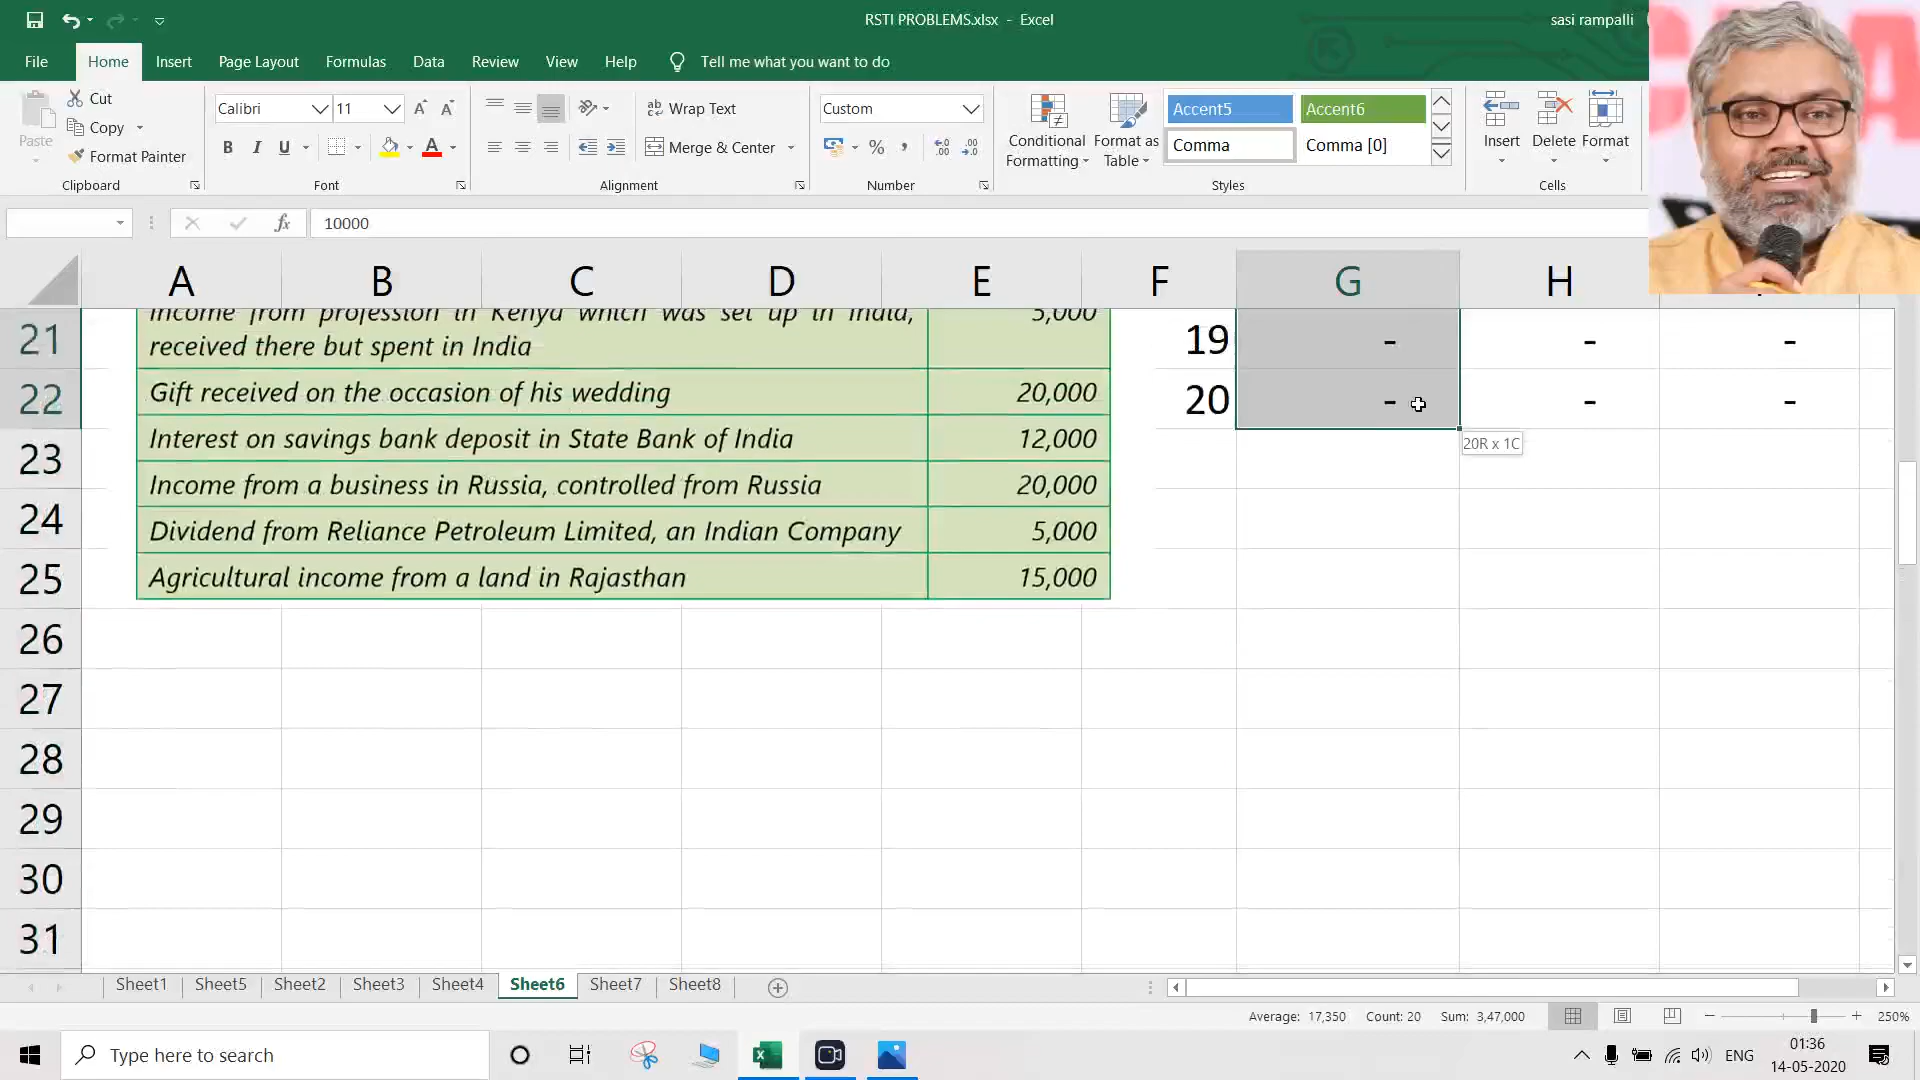 RSTI PROBLEMS.xlsx - Excel
sasi rampalli
File Home Insert Page Layout Formulas Data Review View Help Tell me what you want to do
Paste
Cut
Copy
Format Painter
Clipboard
Calibri 11
B I U
Font
Wrap Text
Merge & Center
Alignment
Custom
Number
Conditional Formatting
Format as Table
Accent5 Accent6
Comma Comma [0]
Styles
Insert Delete Format
Cells
fx 10000
A B C D E F G H
21 Income from profession in Kenya which was set up in India, 5,000 19 - - -
received there but spent in India
22 Gift received on the occasion of his wedding 20,000 20 - - -
20R x 1C
23 Interest on savings bank deposit in State Bank of India 12,000
Income from a business in Russia, controlled from Russia 20,000
24 Dividend from Reliance Petroleum Limited, an Indian Company 5,000
25 Agricultural income from a land in Rajasthan 15,000
26
27
28
29
30
31
Sheet1 Sheet5 Sheet2 Sheet3 Sheet4 Sheet6 Sheet7 Sheet8
Average: 17,350 Count: 20 Sum: 3,47,000 250%
Type here to search
ENG
01:36
14-05-2020